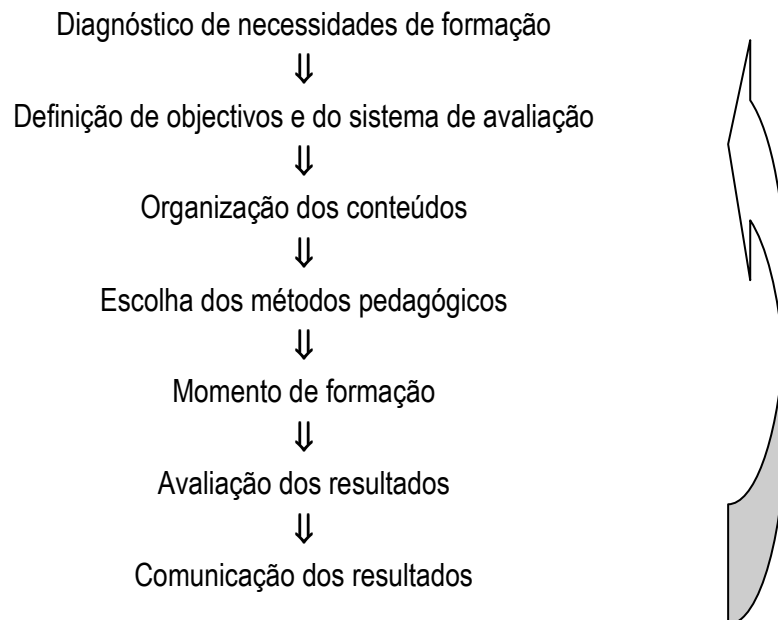 Diagnóstico de necessidades de formação
⇓
Definição de objectivos e do sistema de avaliação
⇓
Organização dos conteúdos
⇓
Escolha dos métodos pedagógicos
⇓
Momento de formação
⇓
Avaliação dos resultados
⇓
Comunicação dos resultados